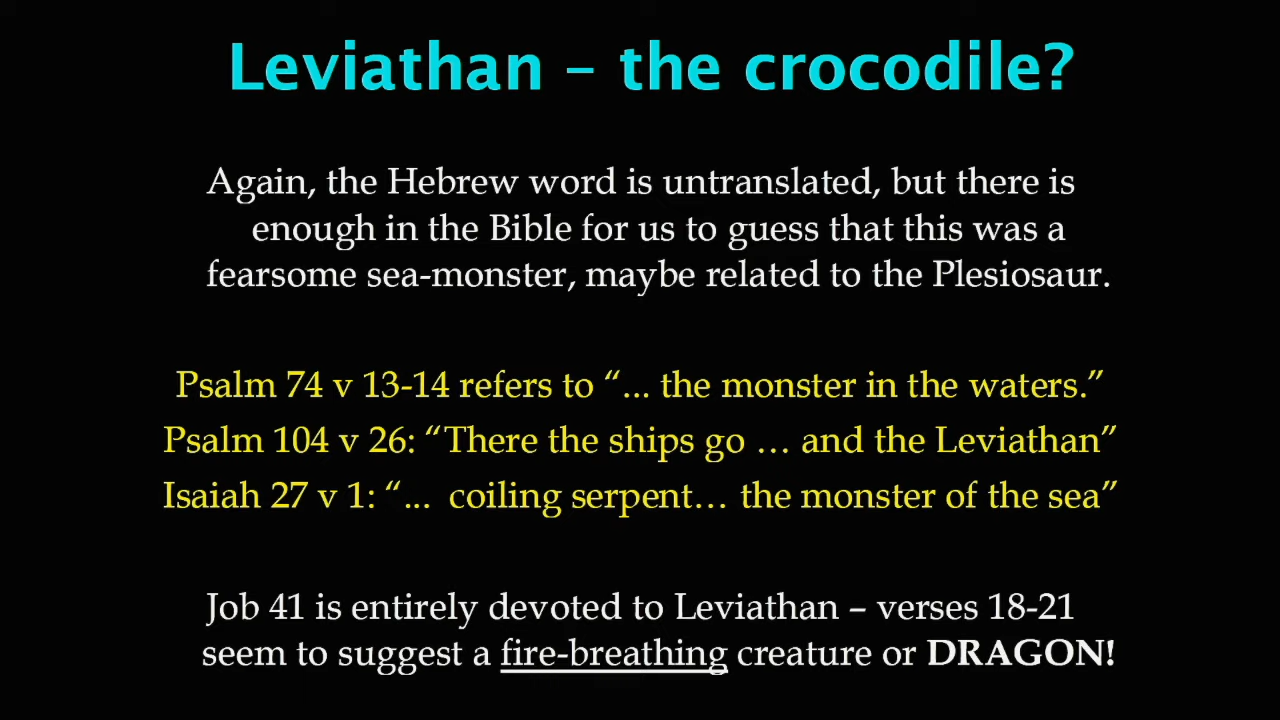 Leviathan – the crocodile?
Again, the Hebrew word is untranslated, but there is
enough in the Bible for us to guess that this was a
fearsome sea-monster, maybe related to the Plesiosaur.
Psalm 74 v 13-14 refers to “... the monster in the waters.”
Psalm 104 v 26: “There the ships go … and the Leviathan”
Isaiah 27 v 1: “... coiling serpent… the monster of the sea”
Job 41 is entirely devoted to Leviathan – verses 18-21
seem to suggest a fire-breathing creature or DRAGON!